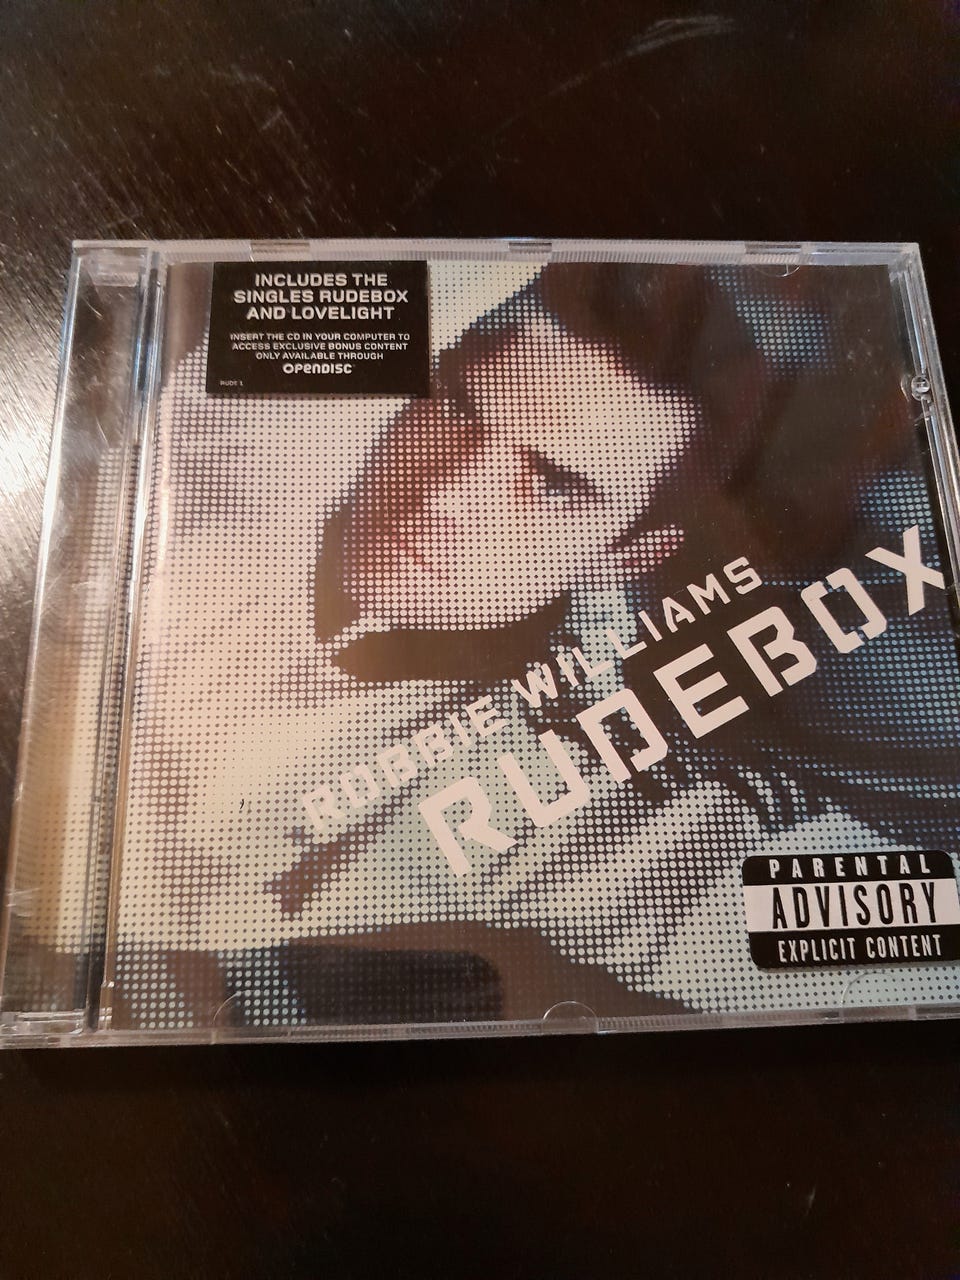 INCLUDES THE
SINGLES RUDEBOX
AND LOVELIGHT
INSERT THE CD IN YOUR COMPUTER TO
ACCESS EXCLUSIVE BONUS CONTENT
ONLY AVAILABLE THROUGH
OPENDISC
RUDE 1
ROBBIE WILLIAMS
RUDEBOX
PARENTAL
ADVISORY
EXPLICIT CONTENT